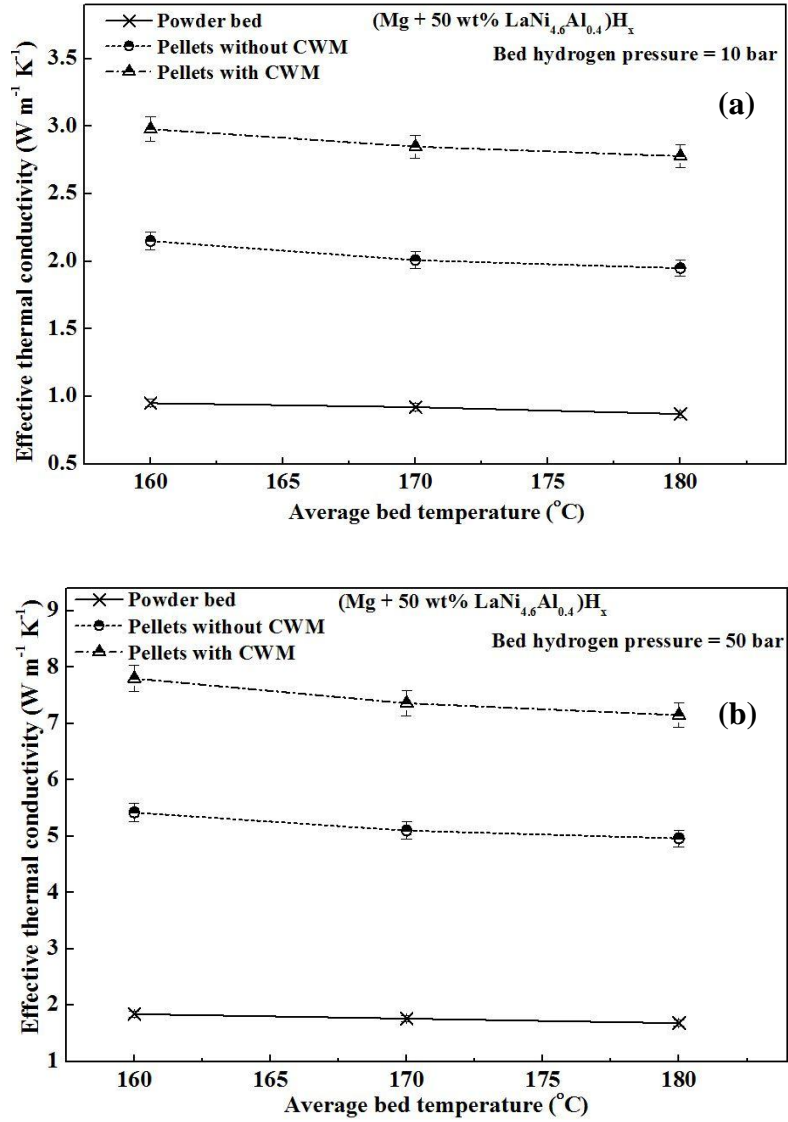 Powder bed
(Mg + 50 wt% LaNi4.6Al0.4)Hx
Pellets without CWM
Bed hydrogen pressure = 10 bar
Pellets with CWM
(a)
3.5
3.0
2.5
2.0
1.5
1.0
0.5
Effective thermal conductivity (W m-1 K-1)
160 165 170 175 180
Average bed temperature (oC)
Powder bed
(Mg + 50 wt% LaNi4.6Al0.4)Hx
Pellets without CWM
Bed hydrogen pressure = 50 bar
Pellets with CWM
(b)
9
8
7
6
5
4
3
2
1
Effective thermal conductivity (W m-1 K-1)
160 165 170 175 180
Average bed temperature (oC)